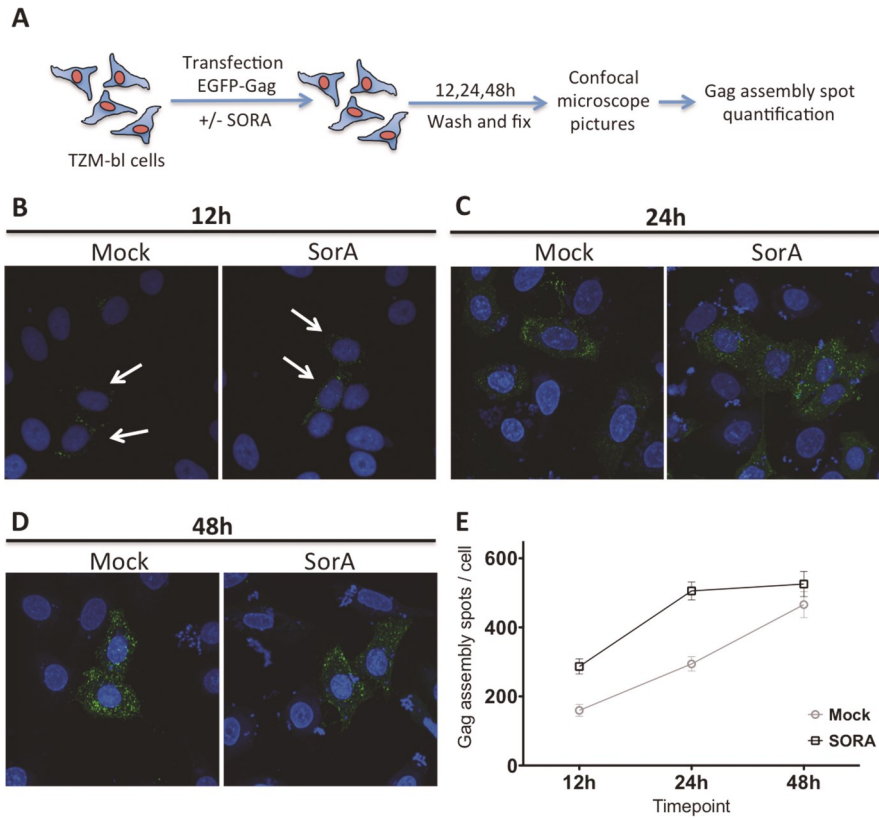 A
Transfection
EGFP-Gag
+/- SORA
TZM-bl cells
12,24,48h
Wash and fix
Confocal
microscope
pictures
Gag assembly spot
quantification
B
12h
Mock
SorA
C
24h
Mock
SorA
D
48h
Mock
SorA
E
Gag assembly spots / cell
600
400
200
0
12h
24h
48h
Timepoint
Mock
SORA